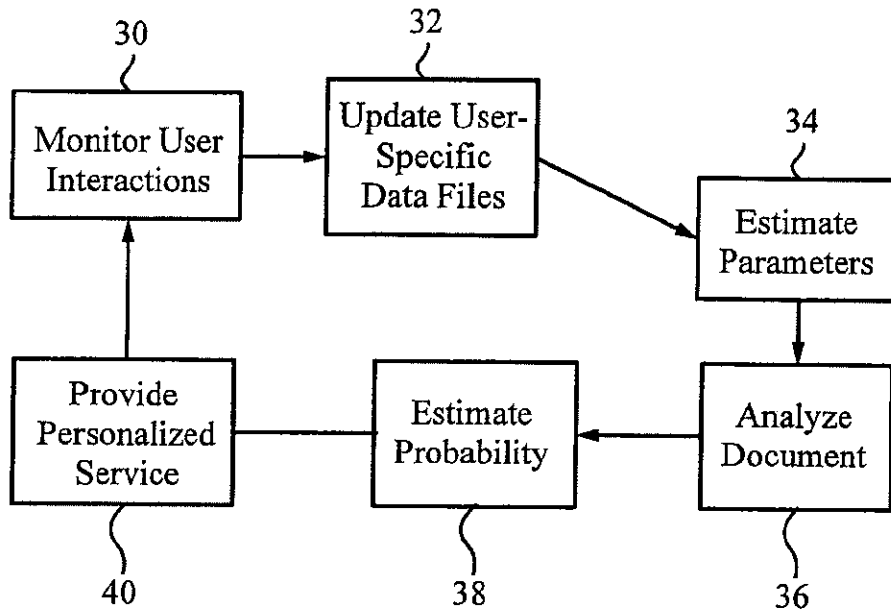 30
32
34
Monitor User
Interactions
Update User-
Specific
Data Files
Estimate
Parameters
Provide
Personalized
Service
Estimate
Probability
Analyze
Document
40
38
36